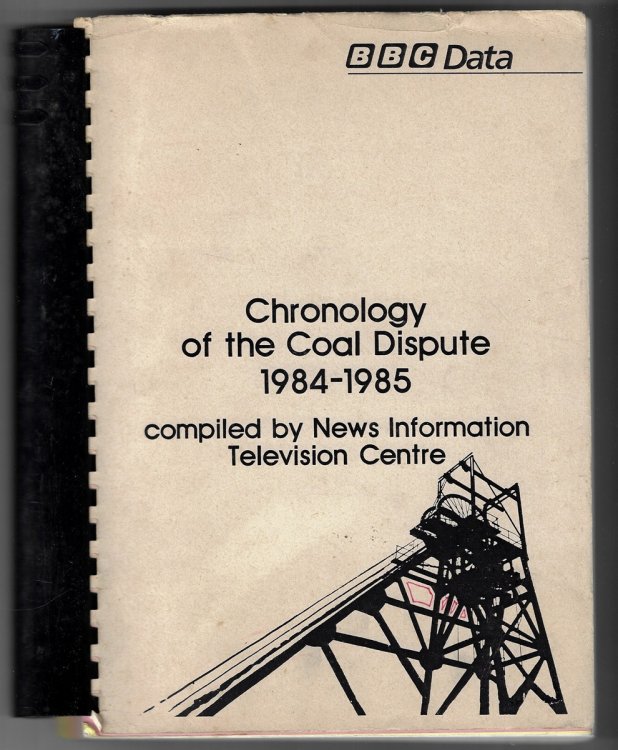 BBC Data
Chronology
of the Coal Dispute
1984-1985
compiled by News Information
Television Centre